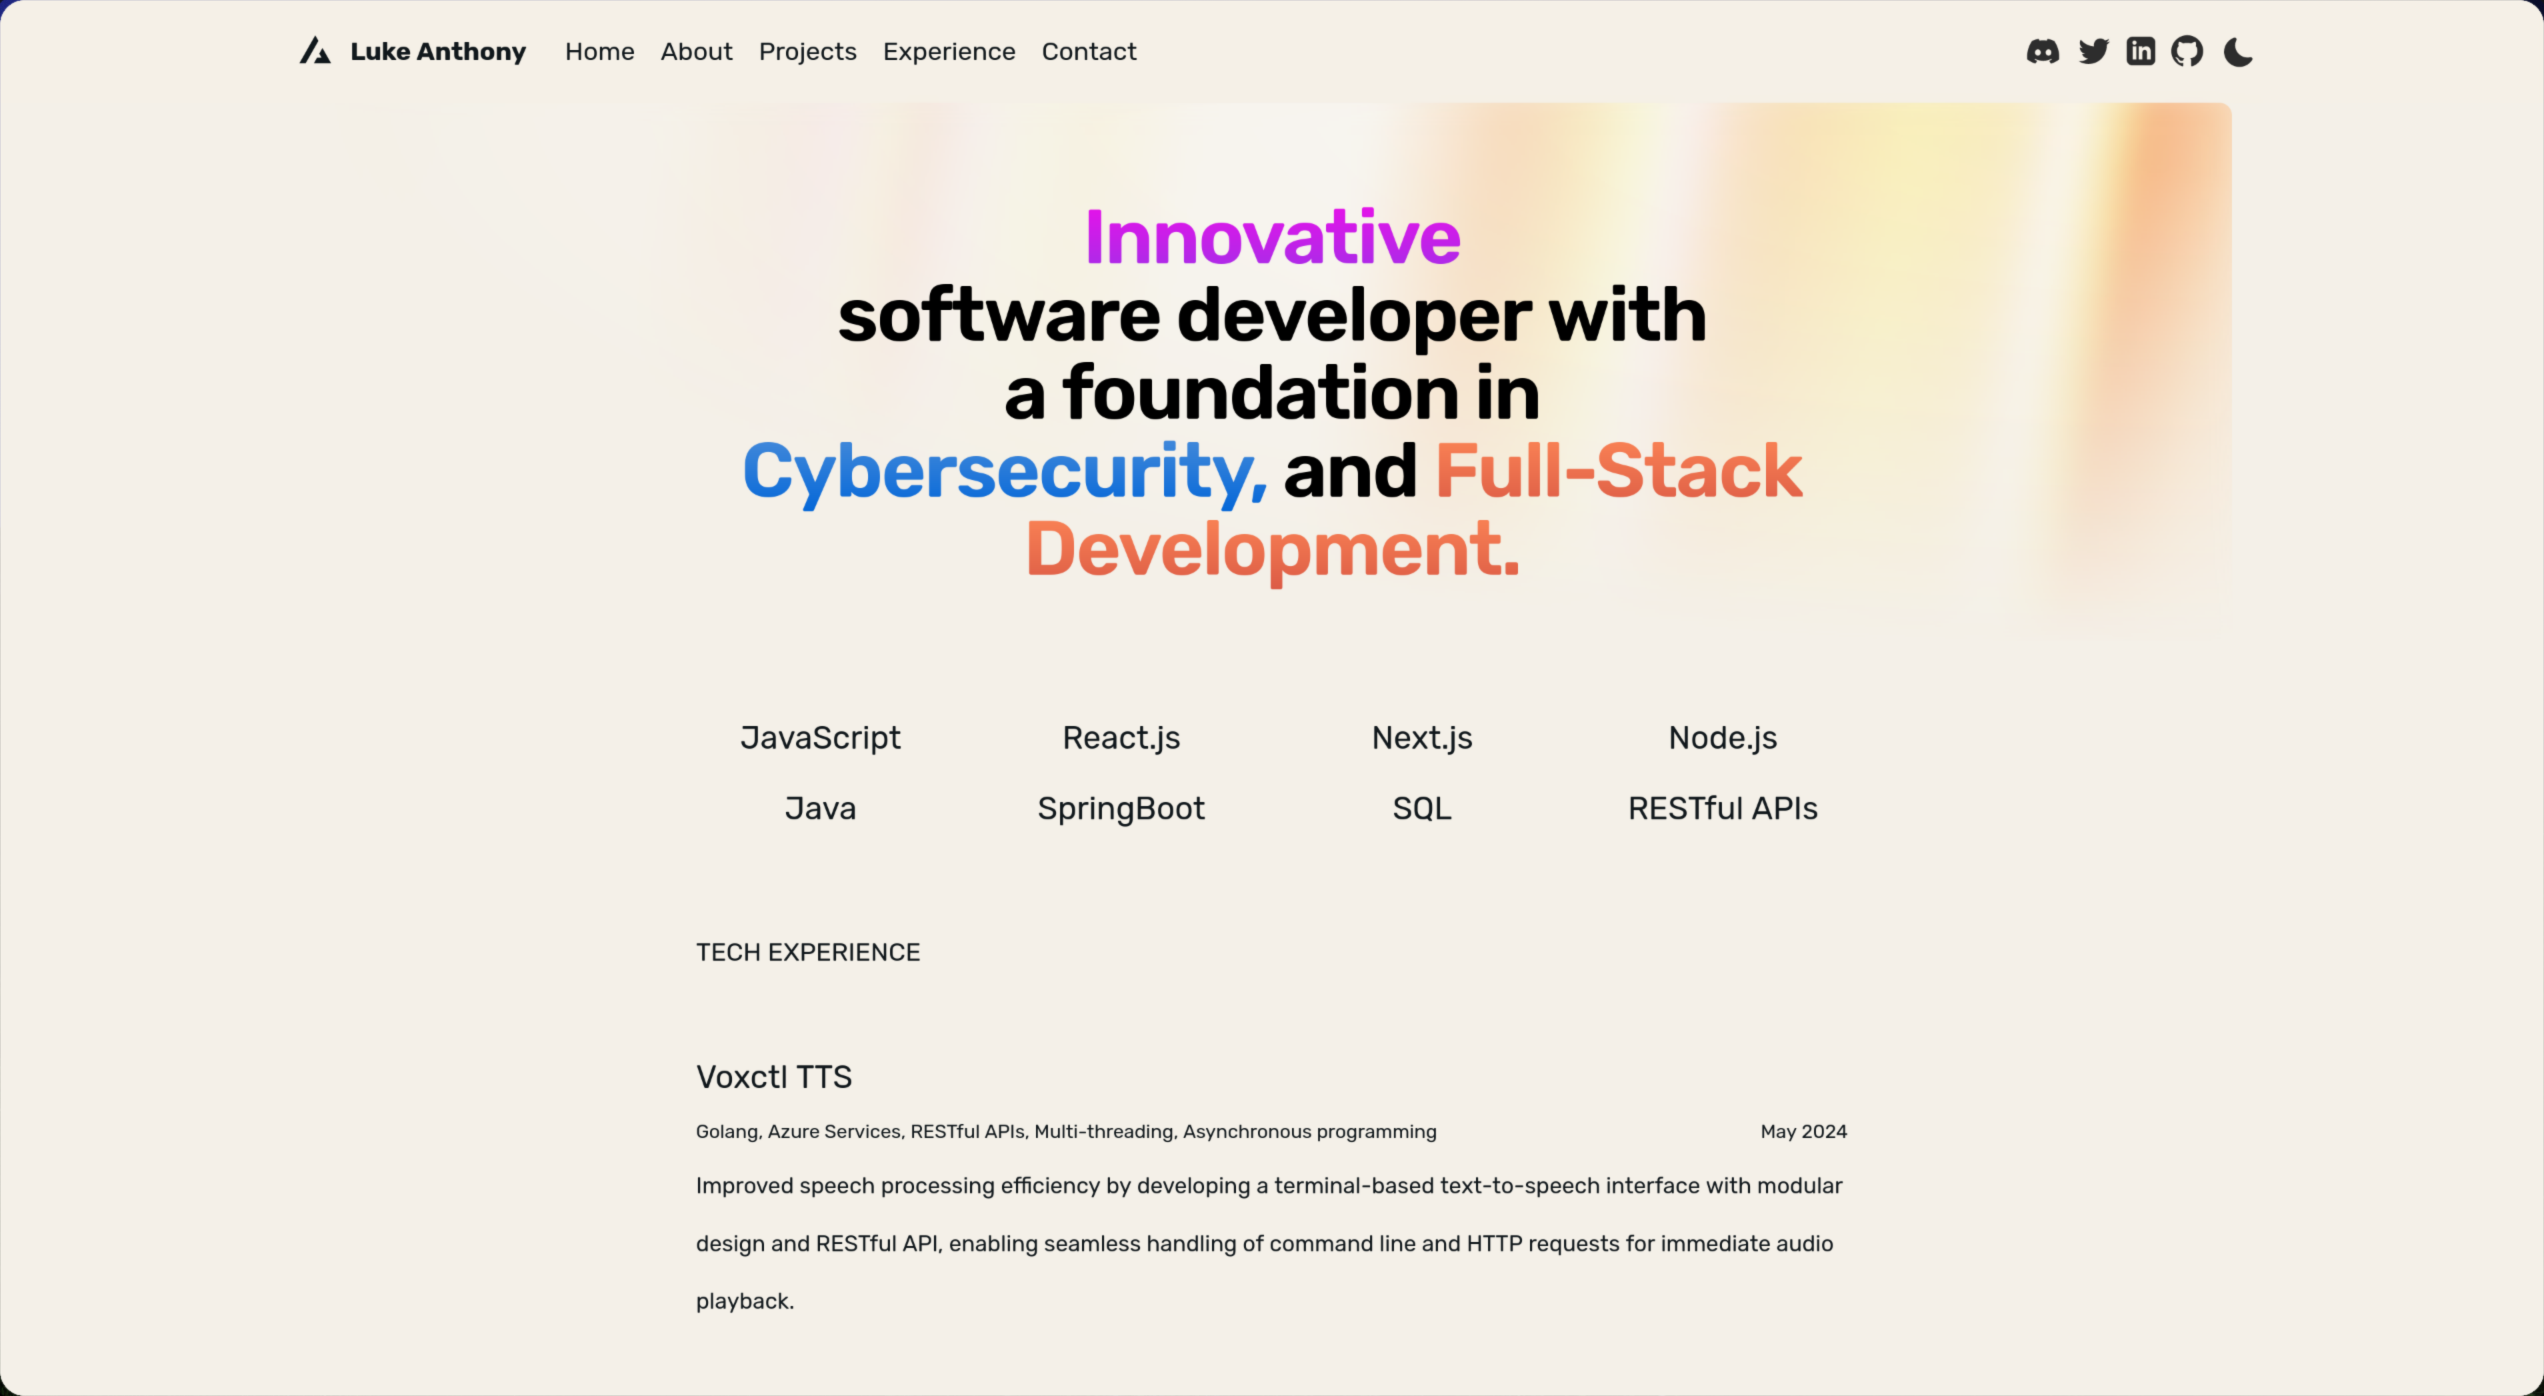 Luke Anthony Home About Projects Experience Contact
Innovative
software developer with
a foundation in
Cybersecurity, and Full-Stack
Development.
JavaScript React.js Next.js Node.js
Java SpringBoot SQL RESTful APIs
TECH EXPERIENCE
Voxctl TTS
Golang, Azure Services, RESTful APIs, Multi-threading, Asynchronous programming May 2024
Improved speech processing efficiency by developing a terminal-based text-to-speech interface with modular
design and RESTful API, enabling seamless handling of command line and HTTP requests for immediate audio
playback.